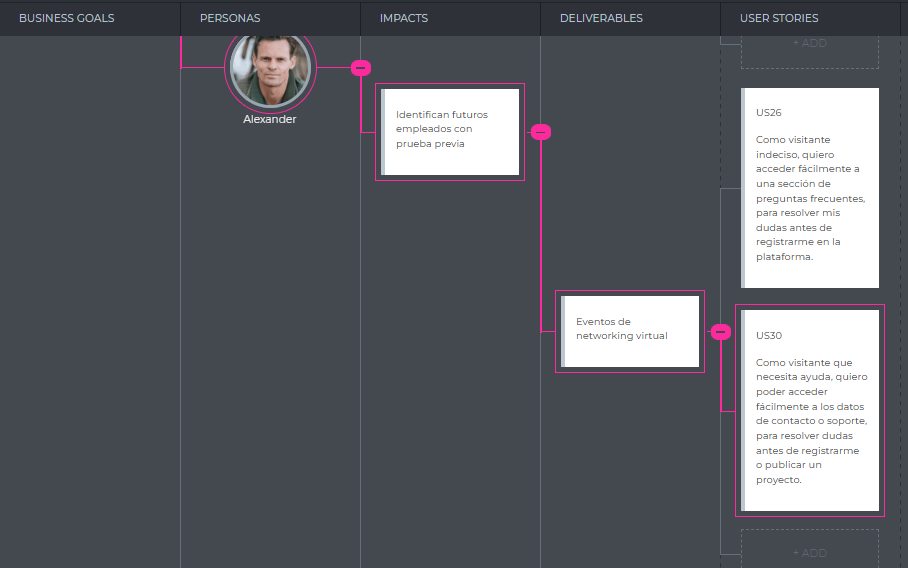 BUSINESS GOALS
PERSONAS
IMPACTS
DELIVERABLES
USER STORIES
+ ADD
Alexander
Identifican futuros
empleados con
prueba previa
US26
Como visitante
indeciso, quiero
acceder fácilmente a
una sección de
preguntas frecuentes,
para resolver mis
dudas antes de
registrarme en la
plataforma.
Eventos de
networking virtual
US30
Como visitante que
necesita ayuda, quiero
poder acceder
fácilmente a los datos
de contacto o soporte,
para resolver dudas
antes de registrarme
o publicar un
proyecto.
+ ADD